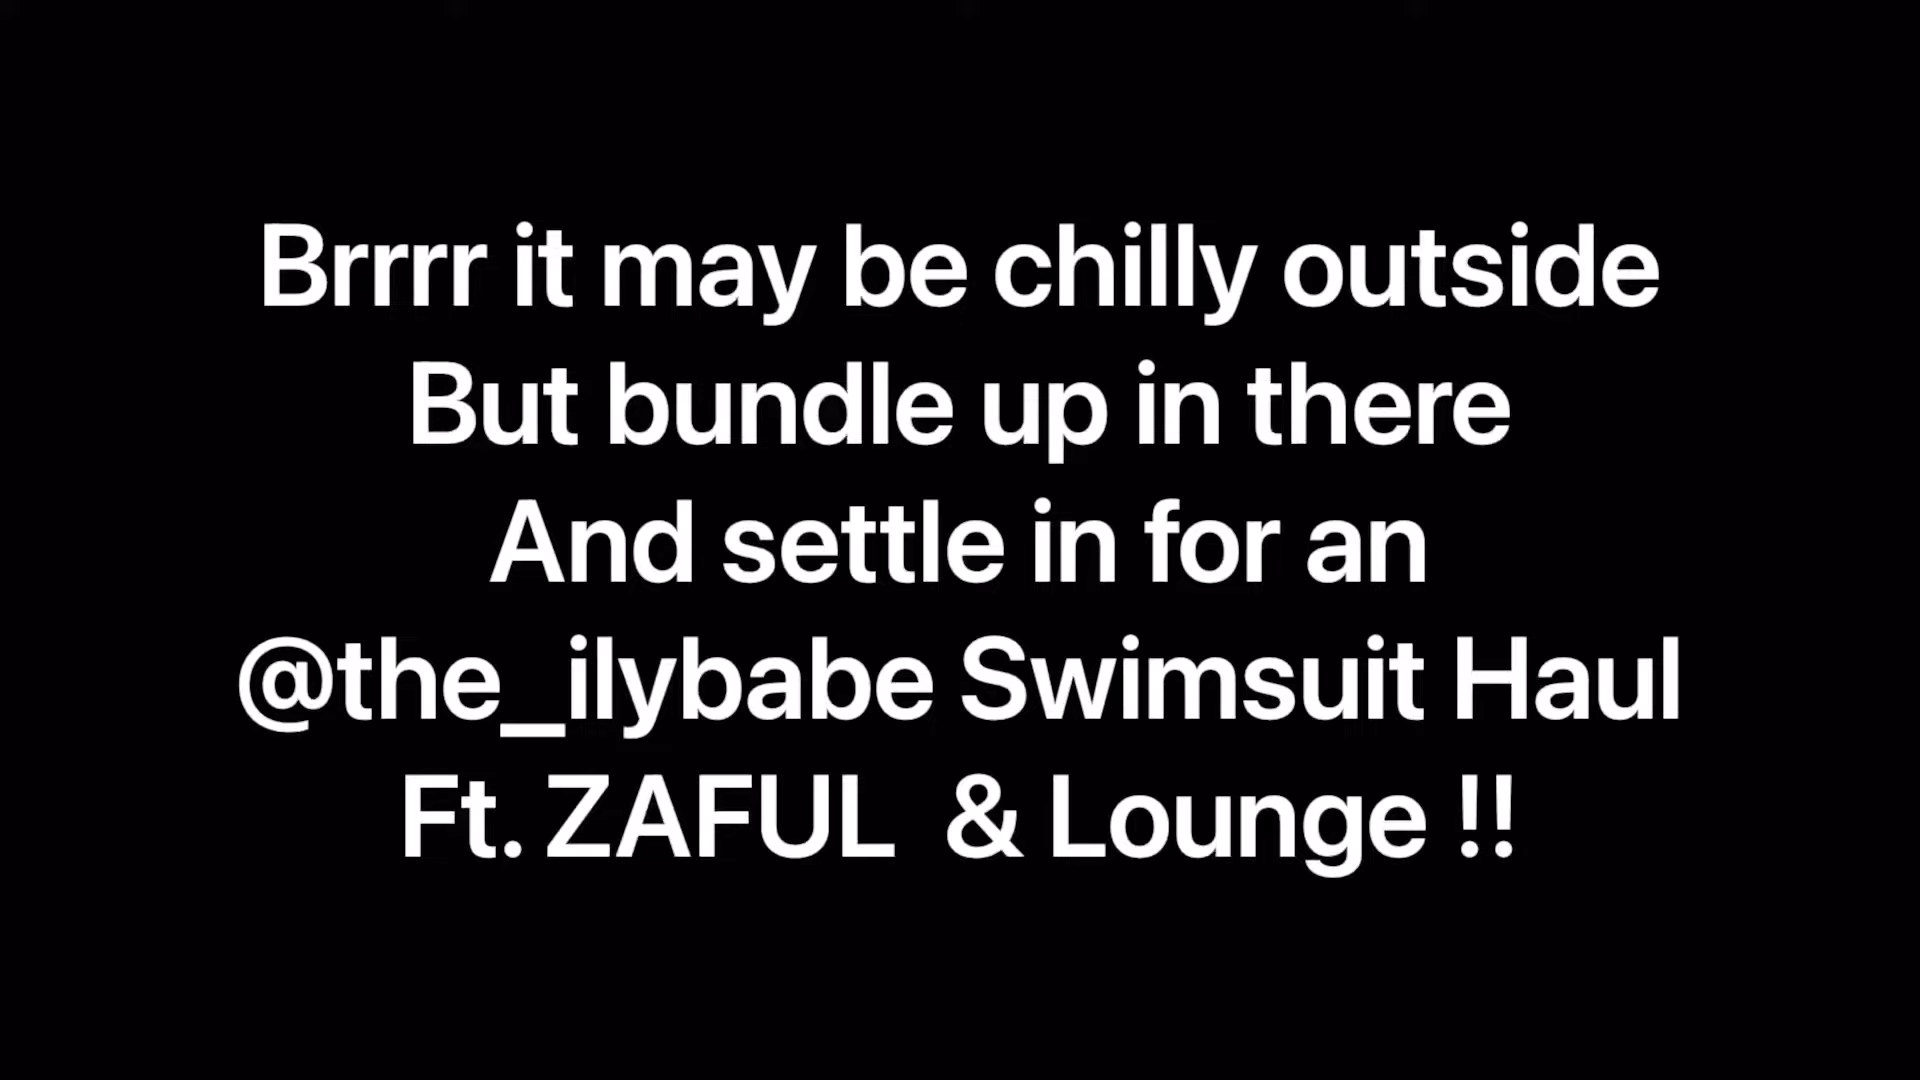 Brrrr it may be chilly outside
But bundle up in there
And settle in for an
@the_ilybabe Swimsuit Haul
Ft. ZAFUL & Lounge !!